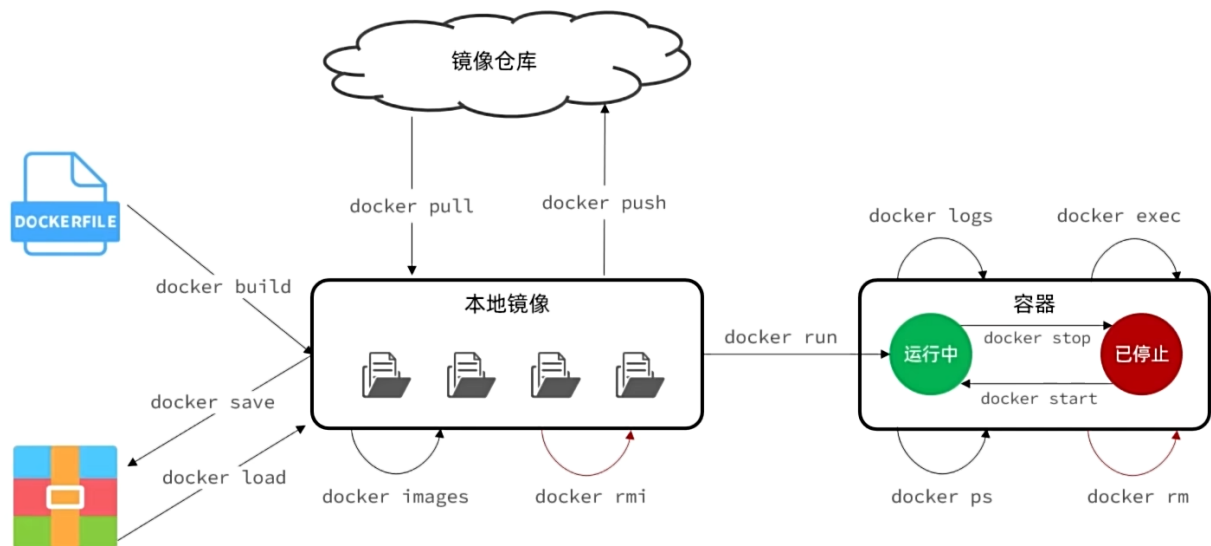 镜像仓库
docker pull
docker push
DOCKERFILE
docker logs
docker exec
docker build
本地镜像
容器
docker run
运行中
docker stop
已停止
docker start
docker save
docker load
docker images
docker rmi
docker ps
docker rm